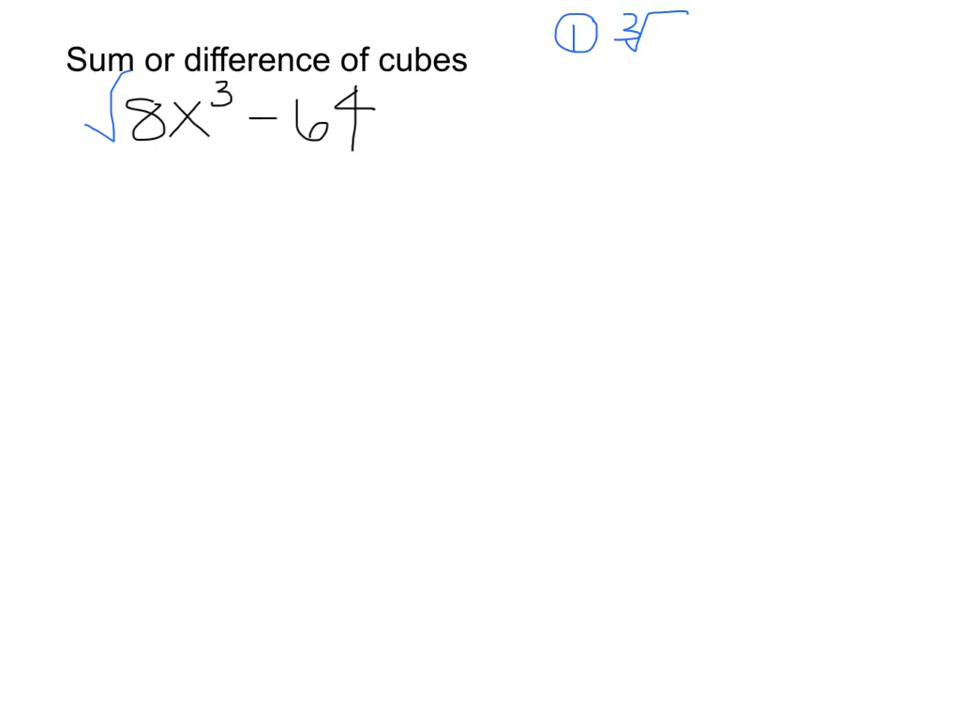 ① ∛
Sum or difference of cubes
√8x³ - 64